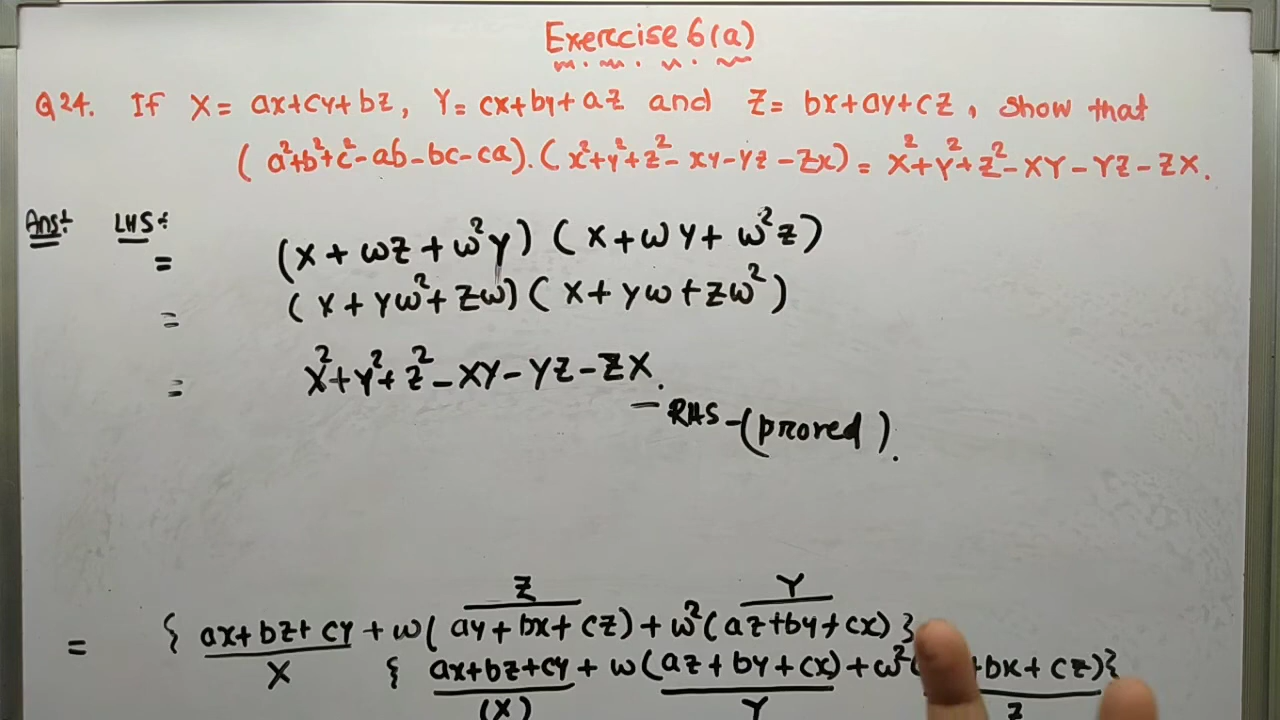 Exercise 6(a)
Q24. If X = ax+cy+bz, Y = cx+by+az and Z = bx+ay+cz, show that
(a²+b²+c²-ab-bc-ca).(x²+y²+z²-xy-yz-zx) = X²+Y²+Z²-XY-YZ-ZX.
Ans: LHS:
= (X+ωZ+ω²Y)(X+ωY+ω²Z)
= (X+Yω²+Zω)(X+Yω+Zω²)
= X²+Y²+Z²-XY-YZ-ZX.
- RHS-(proved).
Z Y
= { ax+bz+cy + ω(ay+bx+cz) + ω²(az+by+cx)}
X { ax+bz+cy + ω(az+by+cx) + ω²( +bx+cz)}
(X) Y Z